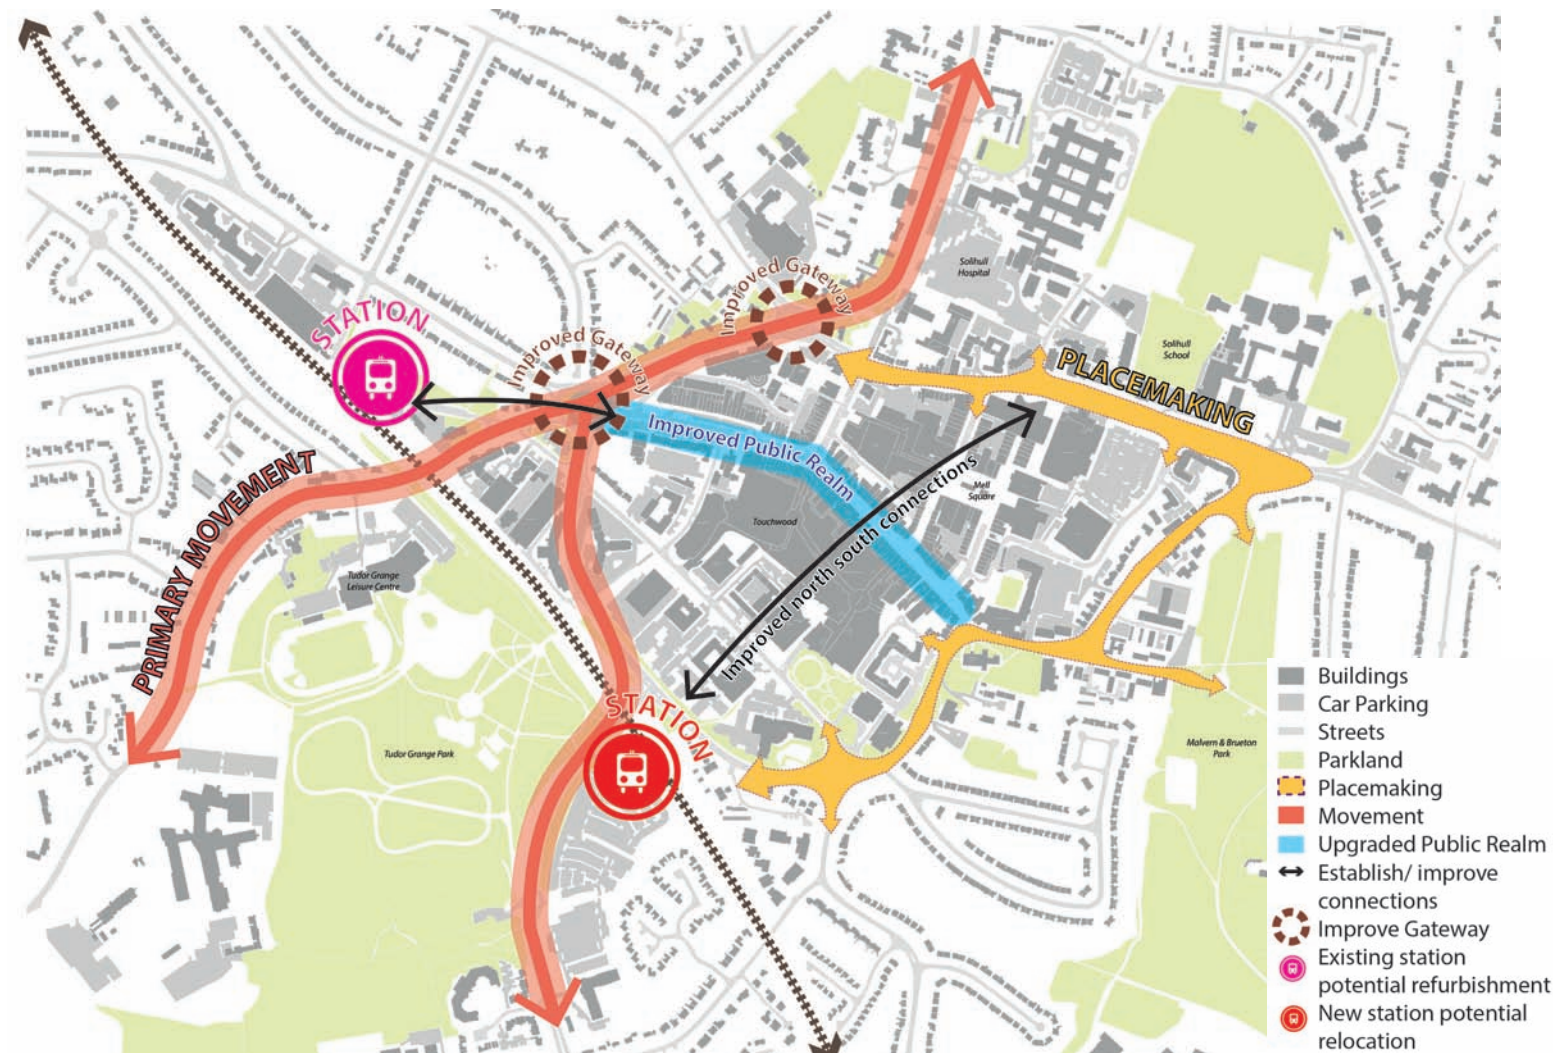 STATION
Improved Gateway
Improved Gateway
Solihull
Hospital
Solihull
School
PLACEMAKING
Improved Public Realm
PRIMARY MOVEMENT
Mell
Square
Touchwood
Improved north south connections
Tudor Grange
Leisure Centre
STATION
Tudor Grange Park
Malvern & Brueton
Park
Buildings
Car Parking
Streets
Parkland
Placemaking
Movement
Upgraded Public Realm
Establish/ improve
connections
Improve Gateway
Existing station
potential refurbishment
New station potential
relocation